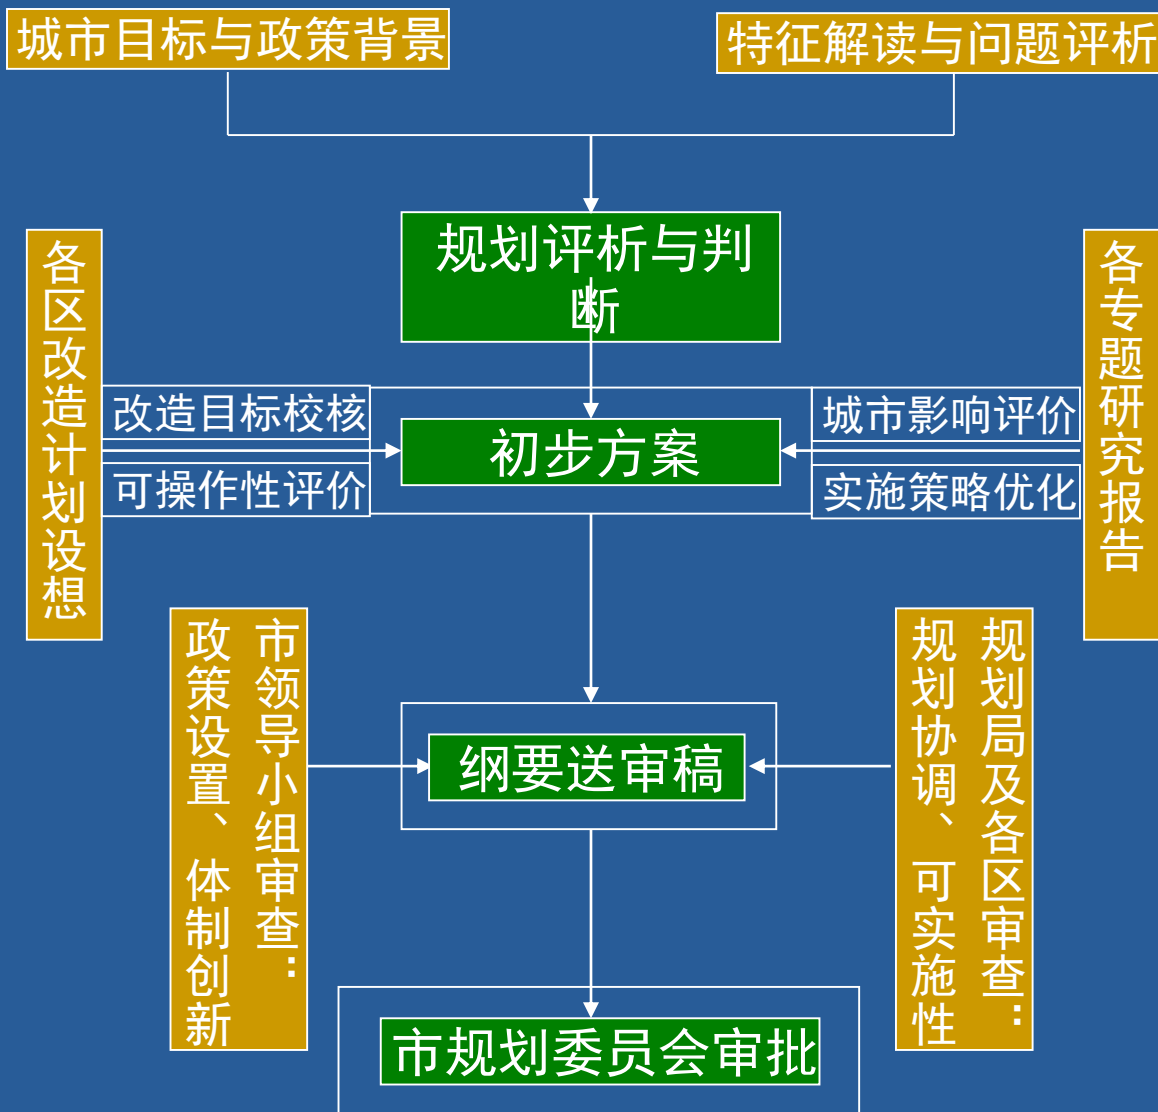 城市目标与政策背景
特征解读与问题评析
规划评析与判
断
各区改造计划设想
改造目标校核
可操作性评价
初步方案
城市影响评价
实施策略优化
各专题研究报告
市领导小组审查：
政策设置、体制创新
纲要送审稿
规划局及各区审查：
规划协调、可实施性
市规划委员会审批